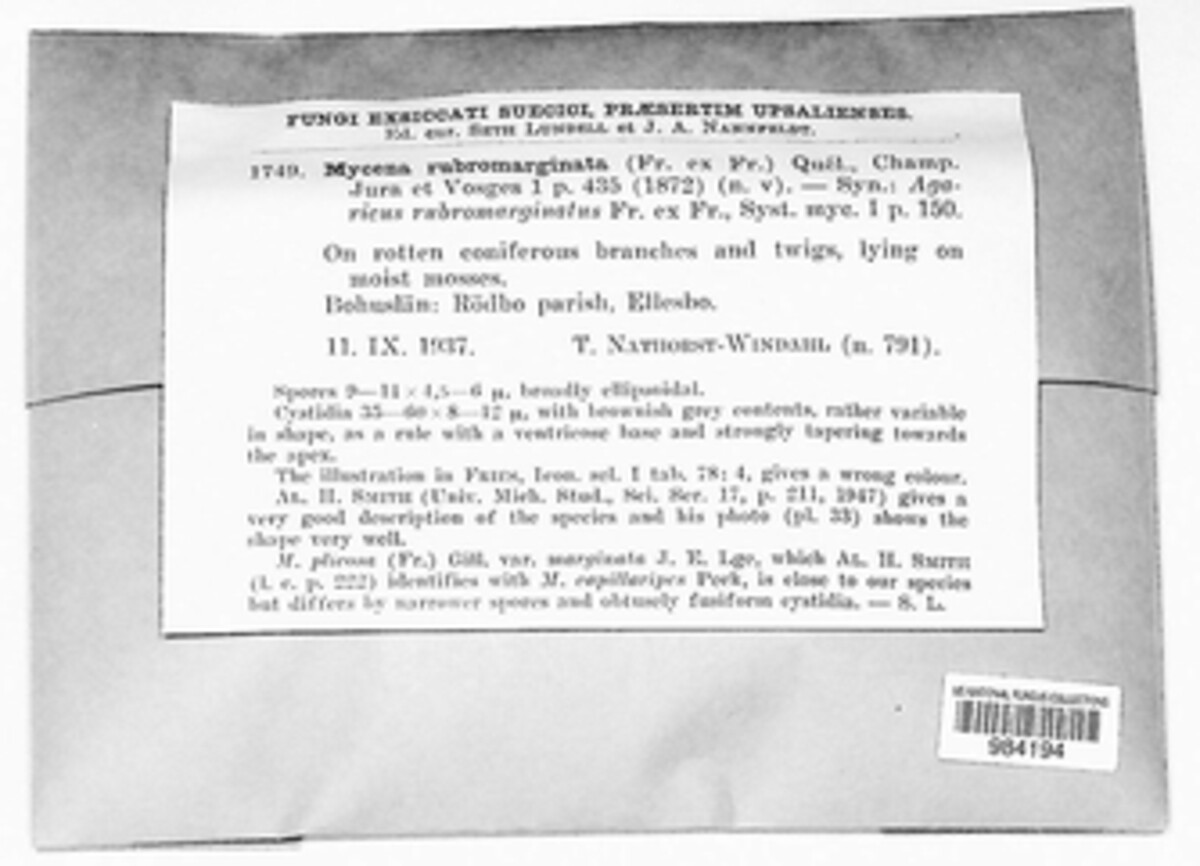 FUNGI EXSICCATI SUECICI, PRÆSERTIM UPSALIENSES.
Ed. cur. SETH LUNDELL et J. A. NANNFELDT.
1749. Mycena rubromarginata (Fr. ex Fr.) Quél., Champ.
Jura et Vosges I p. 435 (1872) (n. v). — Syn.: Aga-
ricus rubromarginatus Fr. ex Fr., Syst. myc. I p. 150.
On rotten coniferous branches and twigs, lying on
moist mosses.
Bohuslän: Rödbo parish, Ellesbo.
11. IX. 1937. T. NATHORST-WINDAHL (n. 791).
Spores 9—11 × 4,5—6 μ, broadly ellipsoidal.
Cystidia 35—60 × 8—12 μ, with brownish grey contents, rather variable
in shape, as a rule with a ventricose base and strongly tapering towards
the apex.
The illustration in FRIES, Icon. sel. I tab. 78: 4, gives a wrong colour.
AL. H. SMITH (Univ. Mich. Stud., Sci. Ser. 17, p. 211, 1947) gives a
very good description of the species and his photo (pl. 33) shows the
shape very well.
M. plicosa (Fr.) Gill. var. marginata J. E. Lge, which AL. H. SMITH
(l. c. p. 222) identifies with M. capillaripes Peck, is close to our species
but differs by narrower spores and obtusely fusiform cystidia. — S. L.
US NATIONAL FUNGUS COLLECTIONS
984194